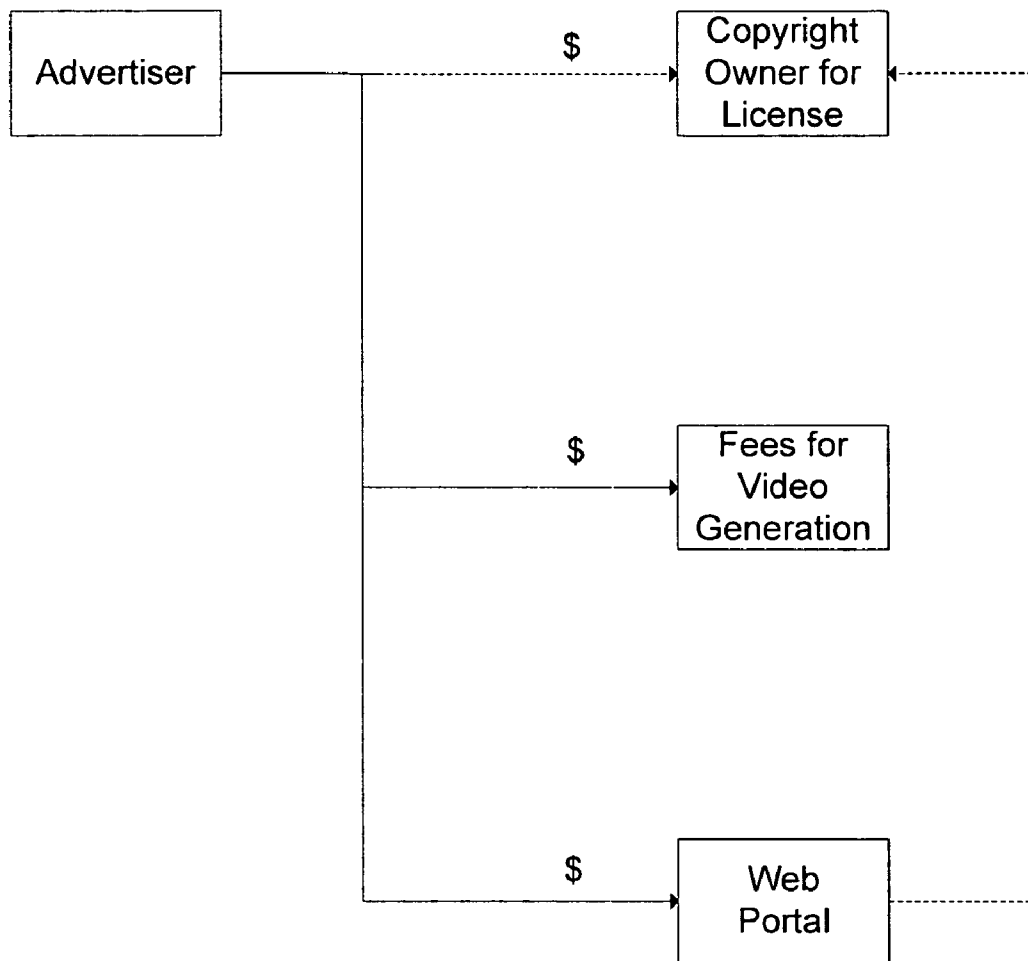 Advertiser
$
Copyright
Owner for
License
$
Fees for
Video
Generation
$
Web
Portal